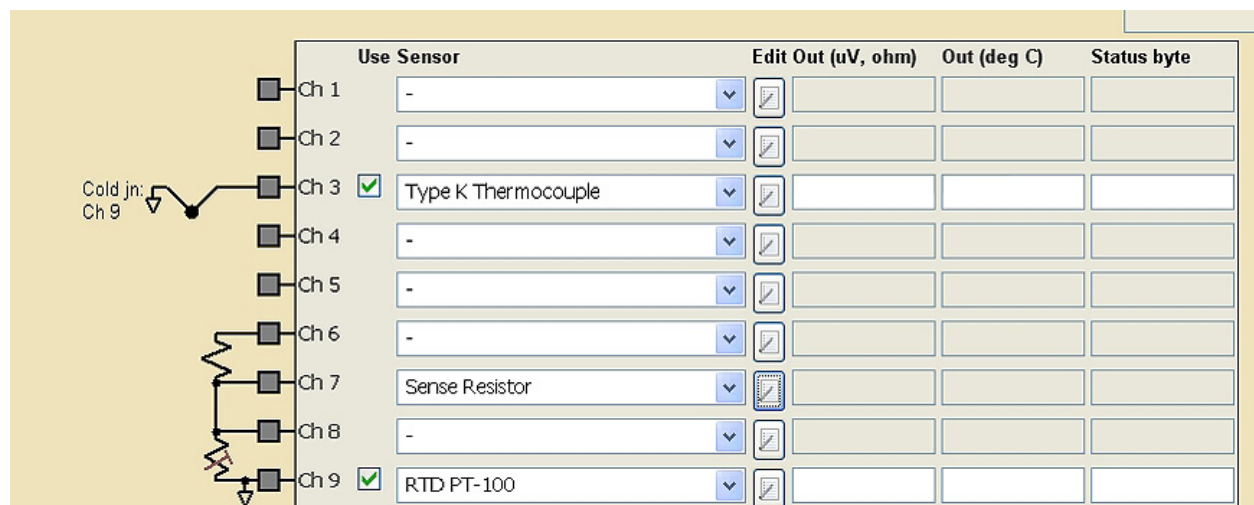 Use Sensor Edit Out (uV, ohm) Out (deg C) Status byte
Ch 1 -
Ch 2 -
Cold jn:
Ch 9
Ch 3 Type K Thermocouple
Ch 4 -
Ch 5 -
Ch 6 -
Ch 7 Sense Resistor
Ch 8 -
Ch 9 RTD PT-100